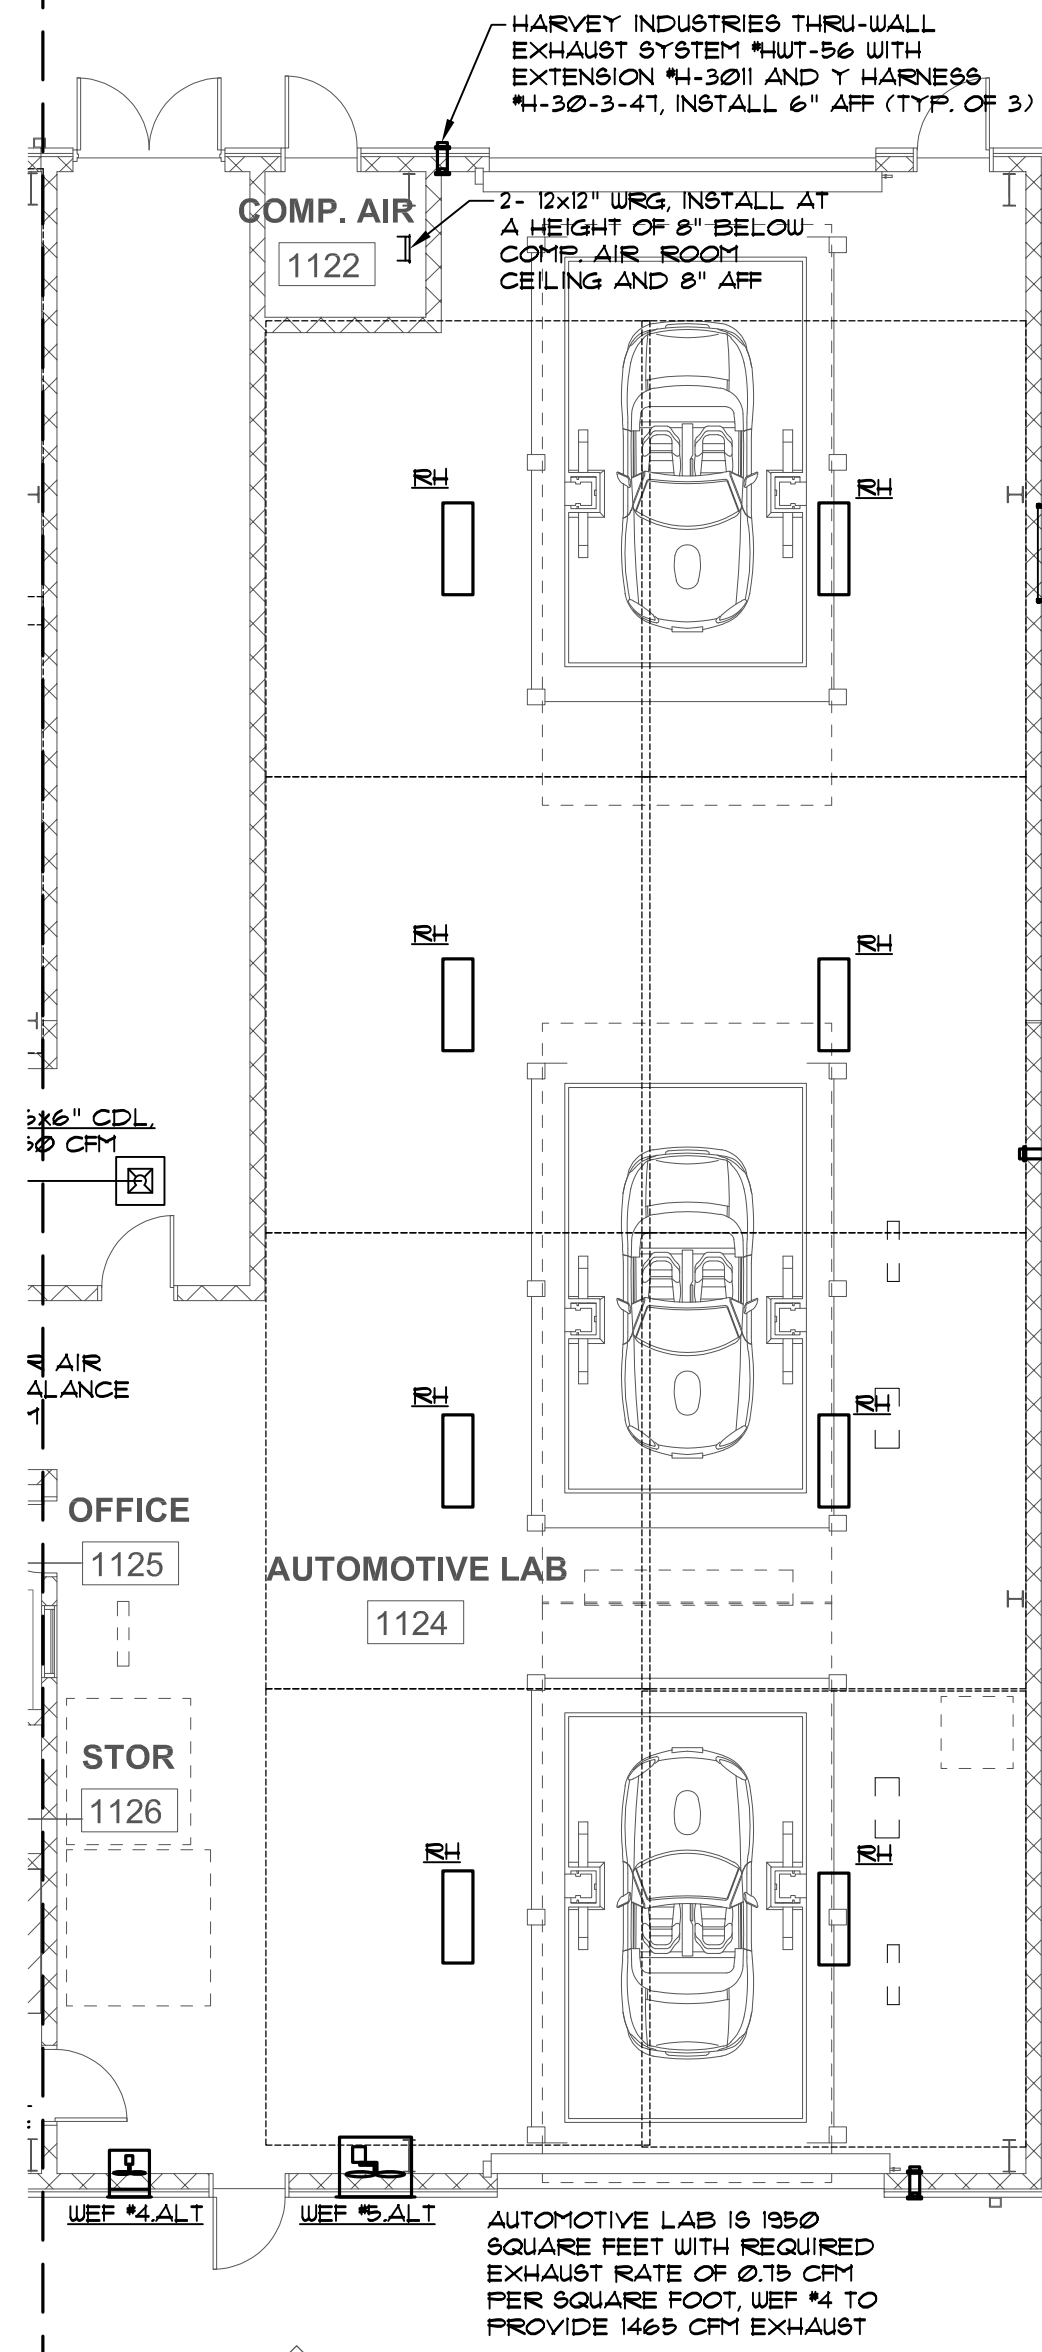 HARVEY INDUSTRIES THRU-WALL
EXHAUST SYSTEM #HWT-56 WITH
EXTENSION #H-3011 AND Y HARNESS
#H-30-3-47, INSTALL 6" AFF (TYP. OF 3)
COMP. AIR
1122
2- 12x12" WRG, INSTALL AT
A HEIGHT OF 8" BELOW
COMP. AIR ROOM
CEILING AND 8" AFF
RH
RH
RH
RH
6" CDL,
CFM
AIR
ALANCE
RH
RH
OFFICE
1125
AUTOMOTIVE LAB
1124
STOR
1126
RH
RH
WEF #4.ALT
WEF #5.ALT
AUTOMOTIVE LAB IS 1950
SQUARE FEET WITH REQUIRED
EXHAUST RATE OF 0.75 CFM
PER SQUARE FOOT, WEF #4 TO
PROVIDE 1465 CFM EXHAUST